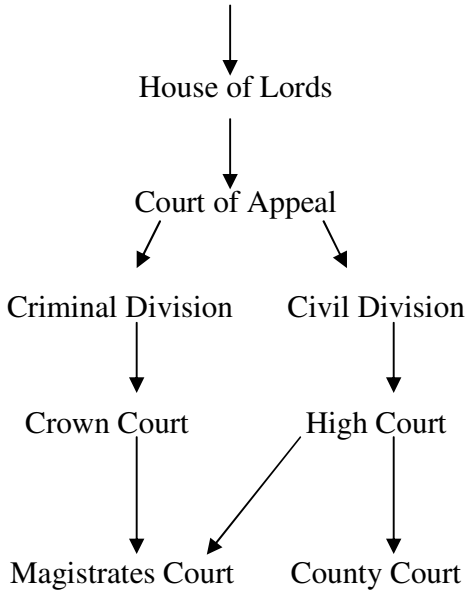 House of Lords
Court of Appeal
Criminal Division Civil Division
Crown Court High Court
Magistrates Court County Court